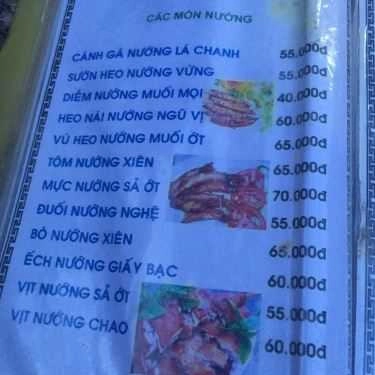 CÁC MÓN NƯỚNG
CÁNH GÀ NƯỚNG LÁ CHANH 55.000đ
SƯỜN HEO NƯỚNG VỪNG 55.000đ
DIỀM NƯỚNG MUỐI MỌI 40.000đ
HEO NÁI NƯỚNG NGŨ VỊ 60.000đ
VÚ HEO NƯỚNG MUỐI ỚT 65.000đ
TÔM NƯỚNG XIÊN 65.000đ
MỰC NƯỚNG SẢ ỚT 70.000đ
ĐUỐI NƯỚNG NGHỆ 55.000đ
BÒ NƯỚNG XIÊN 65.000đ
ẾCH NƯỚNG GIẤY BẠC 60.000đ
VỊT NƯỚNG SẢ ỚT 55.000đ
VỊT NƯỚNG CHAO 60.000đ